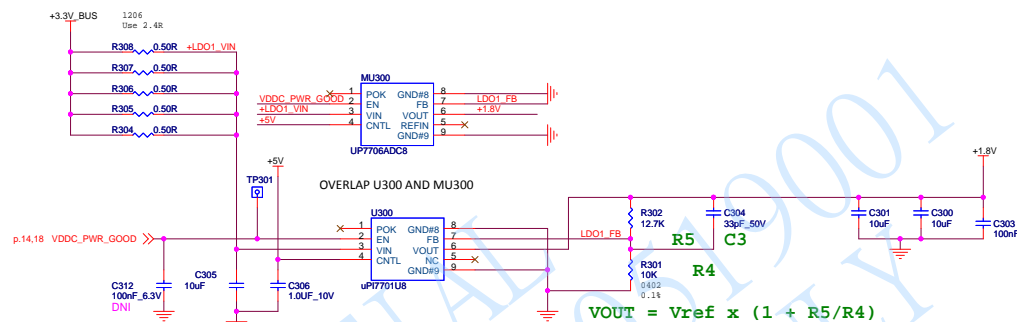 +3.3V_BUS
1206
Use 2.4R
R308 0.50R +LDO1_VIN
R307 0.50R
R306 0.50R
R305 0.50R
R304 0.50R
MU300
1 POK GND#8 8
VDDC_PWR_GOOD 2 EN FB 7 LDO1_FB
+LDO1_VIN 3 VIN VOUT 6 +1.8V
+5V 4 CNTL REFIN 5
GND#9 9
UP7706ADC8
+5V
+1.8V
TP301
OVERLAP U300 AND MU300
U300
1 POK GND#8 8
p.14,18 VDDC_PWR_GOOD 2 EN FB 7
3 VIN VOUT 6
4 CNTL NC 5
GND#9 9
uPI7701U8
LDO1_FB
R302
12.7K
R5
C304
33pF_50V
C3
C301
10uF
C300
10uF
C303
100nF
R301
10K
0402
0.1%
R4
C312
100nF_6.3V
DNI
C305
10uF
C306
1.0UF_10V
VOUT = Vref x (1 + R5/R4)
0519001